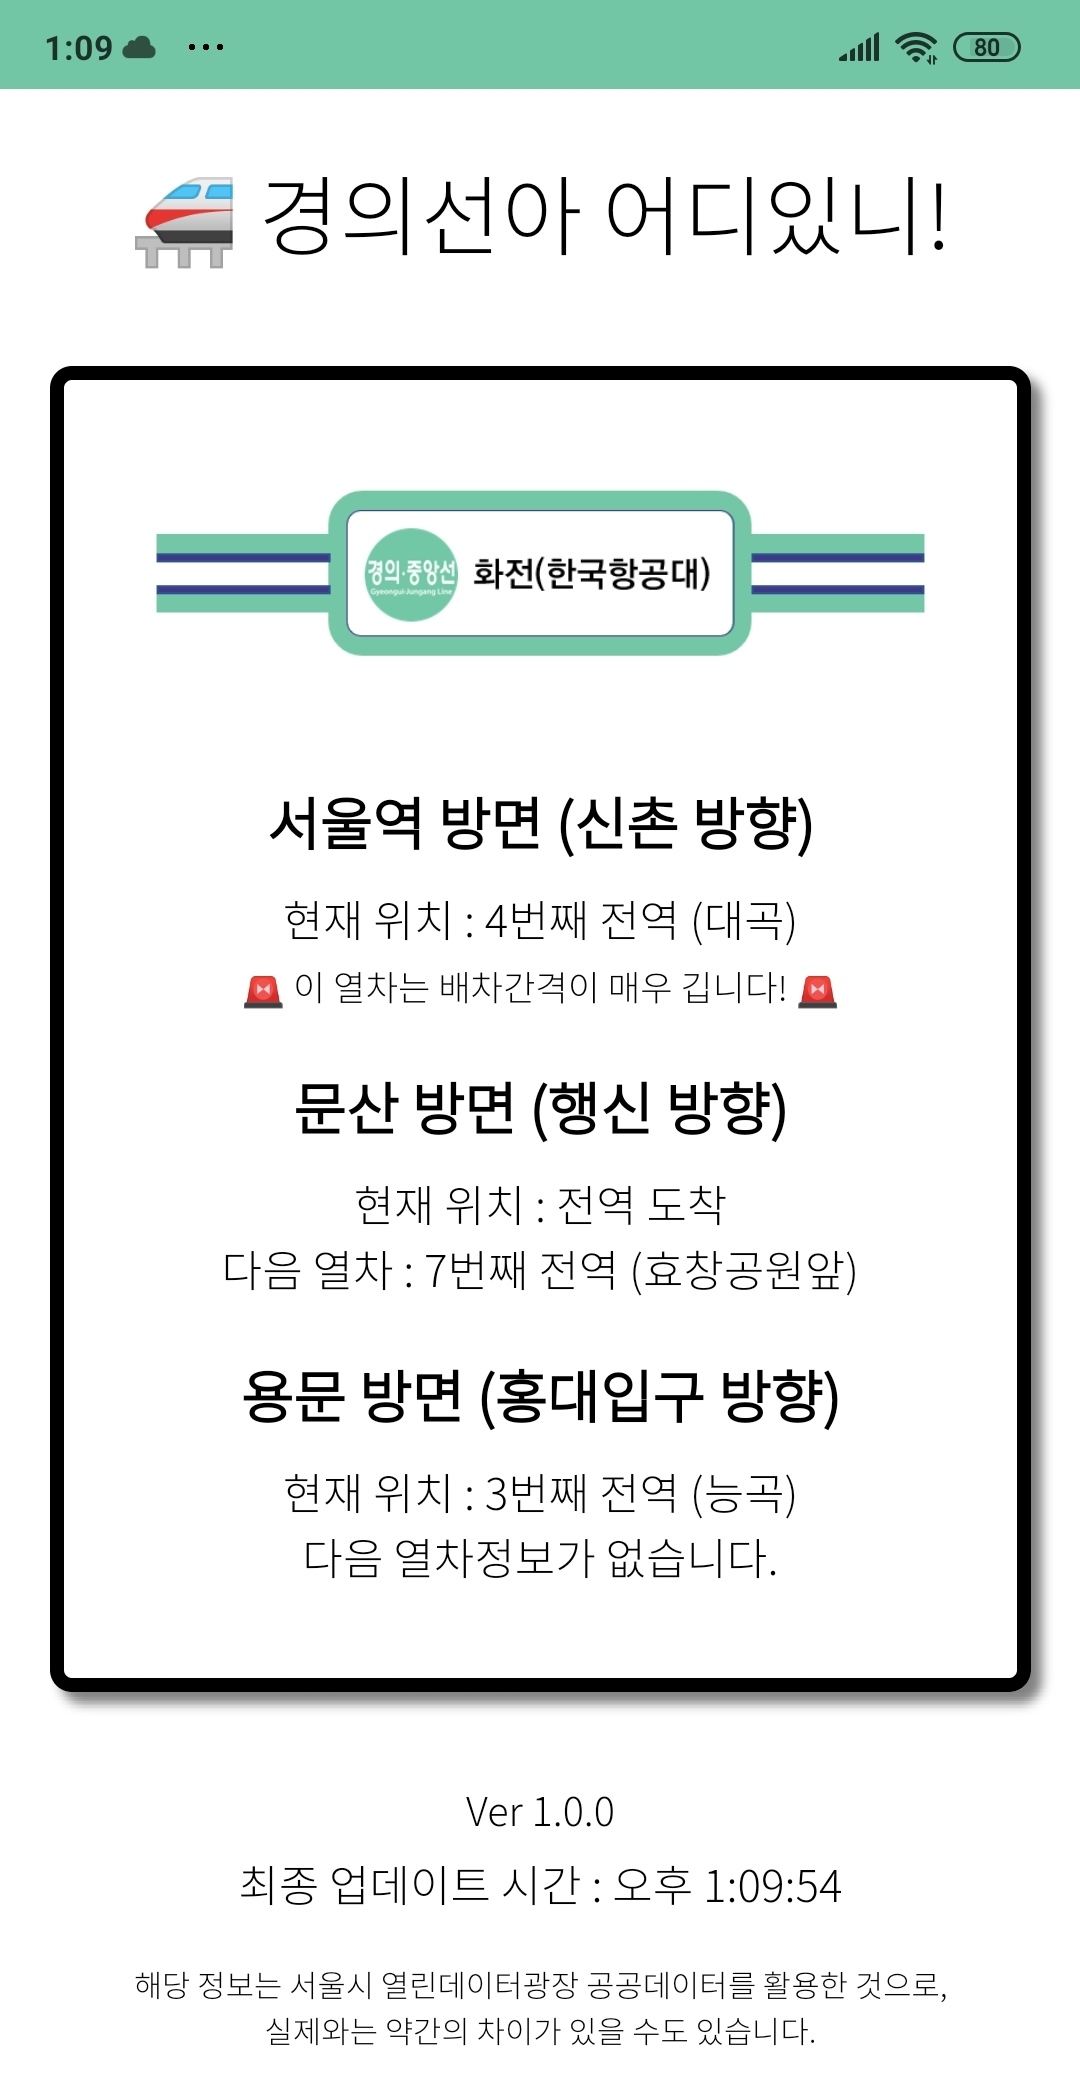 1:09
80
경의선아 어디있니!
경의·중앙선
Gyeongui·Jungang Line
화전(한국항공대)
서울역 방면 (신촌 방향)
현재 위치 : 4번째 전역 (대곡)
이 열차는 배차간격이 매우 깁니다!
문산 방면 (행신 방향)
현재 위치 : 전역 도착
다음 열차 : 7번째 전역 (효창공원앞)
용문 방면 (홍대입구 방향)
현재 위치 : 3번째 전역 (능곡)
다음 열차정보가 없습니다.
Ver 1.0.0
최종 업데이트 시간 : 오후 1:09:54
해당 정보는 서울시 열린데이터광장 공공데이터를 활용한 것으로,
실제와는 약간의 차이가 있을 수도 있습니다.